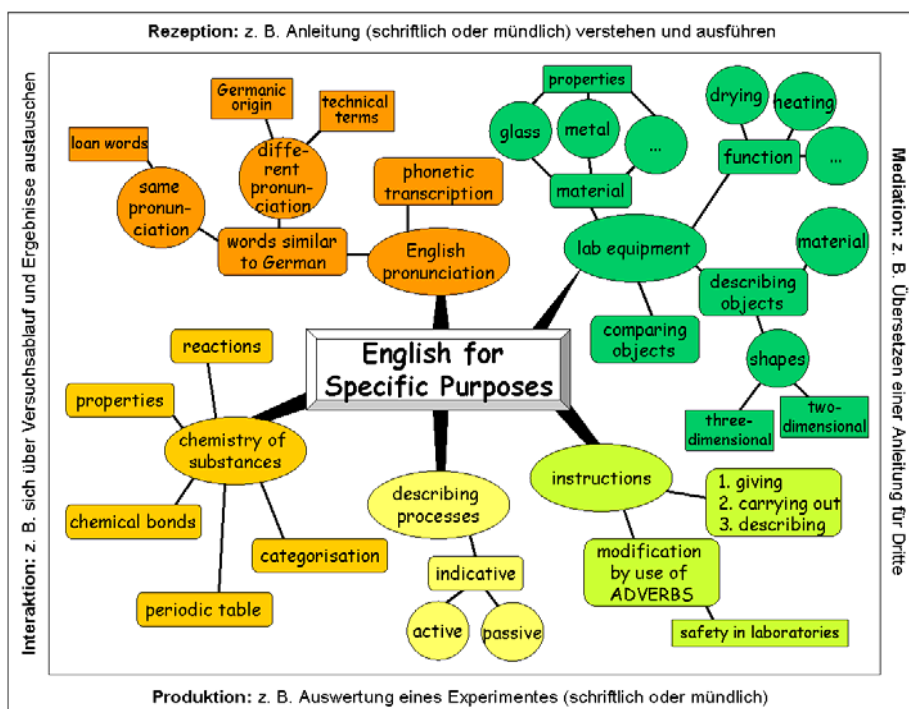 Rezeption: z. B. Anleitung (schriftlich oder mündlich) verstehen und ausführen
Interaktion: z. B. sich über Versuchsablauf und Ergebnisse austauschen
Mediation: z. B. Übersetzen einer Anleitung für Dritte
English for
Specific Purposes
English
pronunciation
phonetic
transcription
words similar
to German
same
pronun-
ciation
loan words
diffe-
rent
pronun-
ciation
Germanic
origin
technical
terms
lab equipment
material
glass
metal
...
properties
function
drying
heating
...
describing
objects
material
shapes
three-
dimensional
two-
dimensional
comparing
objects
chemistry of
substances
reactions
properties
chemical bonds
periodic table
categorisation
describing
processes
indicative
active
passive
instructions
1. giving
2. carrying out
3. describing
modification
by use of
ADVERBS
safety in laboratories
Produktion: z. B. Auswertung eines Experimentes (schriftlich oder mündlich)